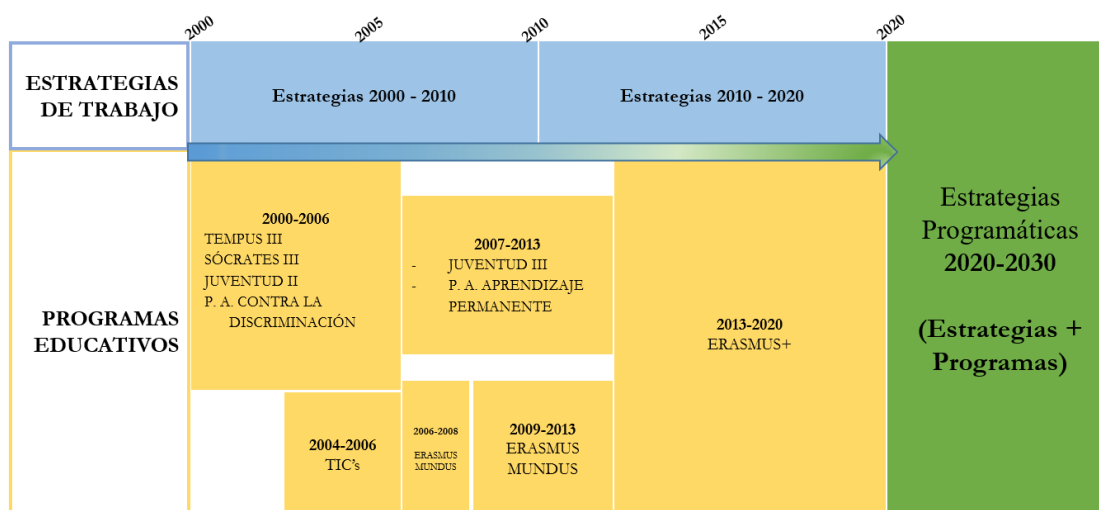 2000
2005
2010
2015
2020
ESTRATEGIAS
DE TRABAJO
Estrategias 2000 - 2010
Estrategias 2010 - 2020
Estrategias
Programáticas
2020-2030
(Estrategias +
Programas)
PROGRAMAS
EDUCATIVOS
2000-2006
TEMPUS III
SÓCRATES III
JUVENTUD II
P. A. CONTRA LA
DISCRIMINACIÓN
2007-2013
- JUVENTUD III
- P. A. APRENDIZAJE
PERMANENTE
2013-2020
ERASMUS+
2004-2006
TIC's
2006-2008
ERASMUS
MUNDUS
2009-2013
ERASMUS
MUNDUS